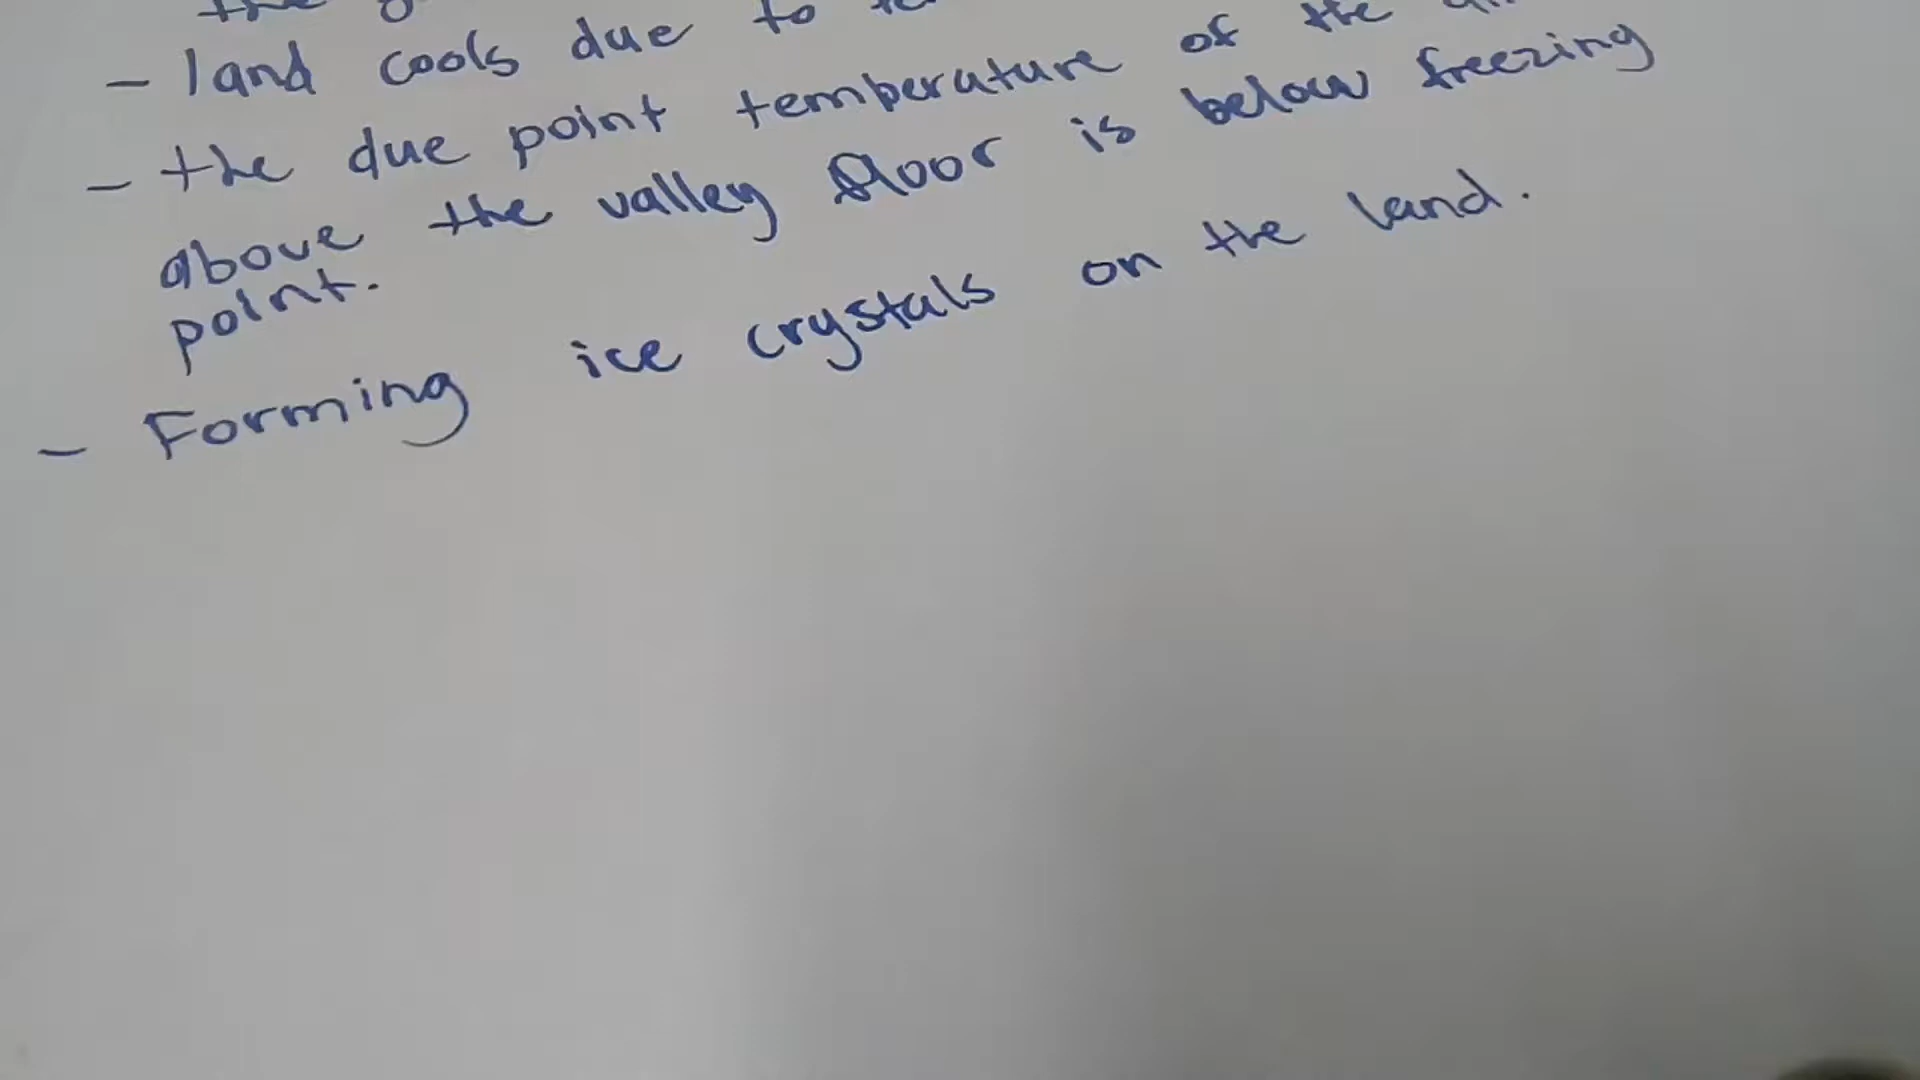 the
- land cools due to
- the due point temperature of the
above the valley floor is below freezing
point.
- Forming ice crystals on the land.